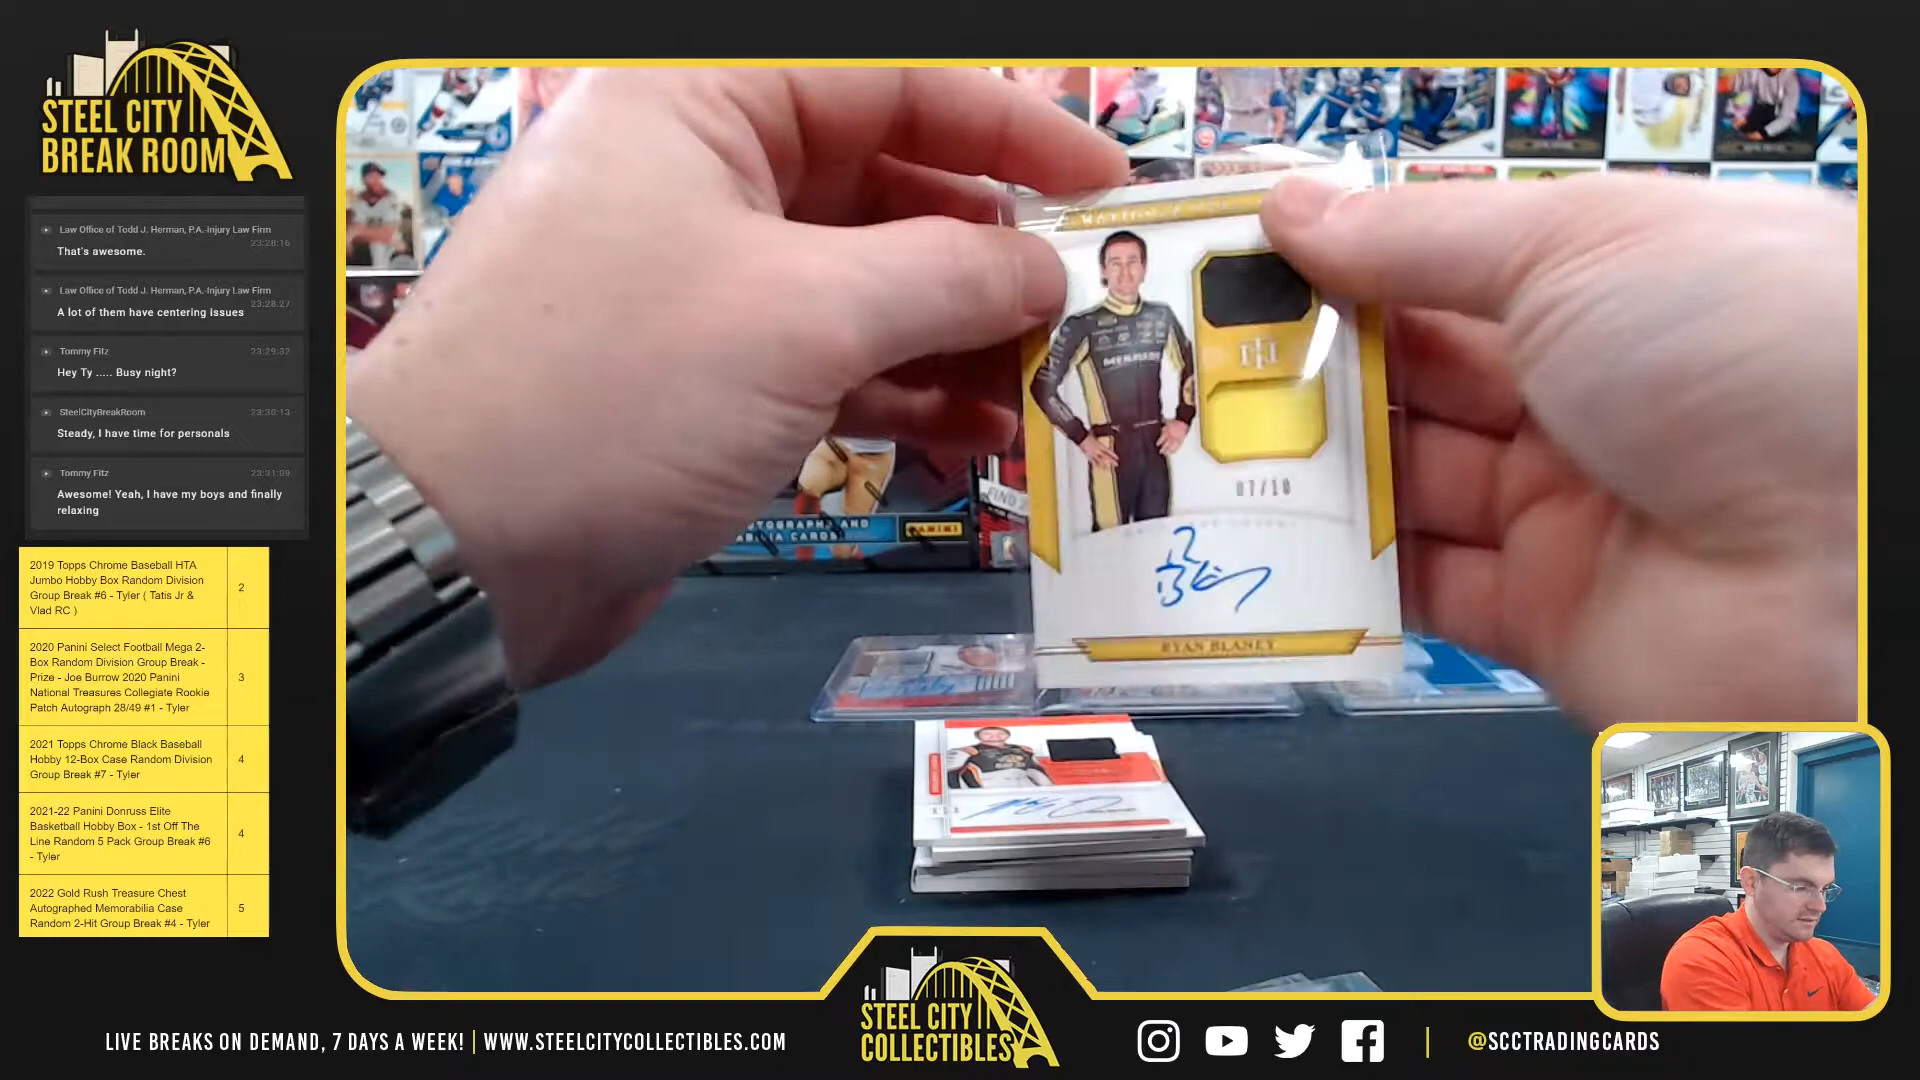 STEEL CITY
BREAK ROOM
Law Office of Todd J. Herman, P.A.-Injury Law Firm
23:28:16
That's awesome.
Law Office of Todd J. Herman, P.A.-Injury Law Firm
23:28:27
A lot of them have centering issues
Tommy Fitz 23:29:32
Hey Ty ..... Busy night?
SteelCityBreakRoom 23:30:13
Steady, I have time for personals
Tommy Fitz 23:31:09
Awesome! Yeah, I have my boys and finally
relaxing
2019 Topps Chrome Baseball HTA
Jumbo Hobby Box Random Division
Group Break #6 - Tyler ( Tatis Jr &
Vlad RC )
2
2020 Panini Select Football Mega 2-
Box Random Division Group Break -
Prize - Joe Burrow 2020 Panini
National Treasures Collegiate Rookie
Patch Autograph 28/49 #1 - Tyler
3
2021 Topps Chrome Black Baseball
Hobby 12-Box Case Random Division
Group Break #7 - Tyler
4
2021-22 Panini Donruss Elite
Basketball Hobby Box - 1st Off The
Line Random 5 Pack Group Break #6
- Tyler
4
2022 Gold Rush Treasure Chest
Autographed Memorabilia Case
Random 2-Hit Group Break #4 - Tyler
5
MENARDS
07/10
RYAN BLANEY
FIND
AND
CARDS
PANINI
STEEL CITY
COLLECTIBLES
LIVE BREAKS ON DEMAND, 7 DAYS A WEEK! | WWW.STEELCITYCOLLECTIBLES.COM
| @SCCTRADINGCARDS